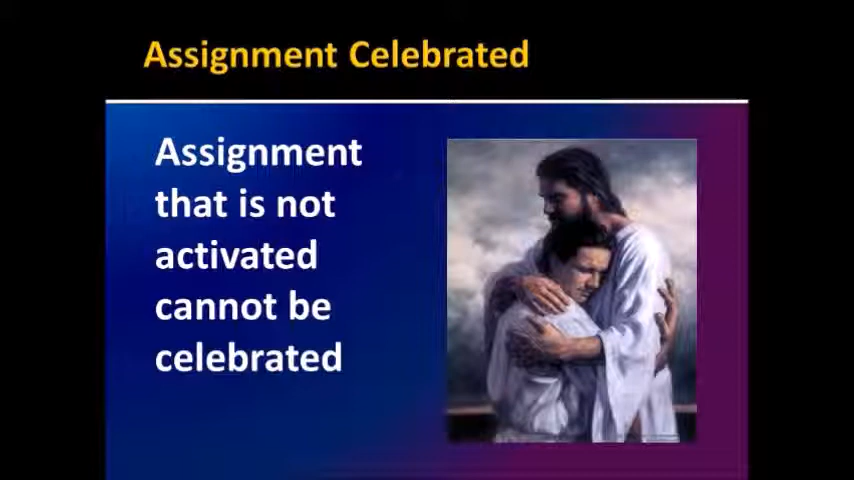 Assignment Celebrated
Assignment
that is not
activated
cannot be
celebrated